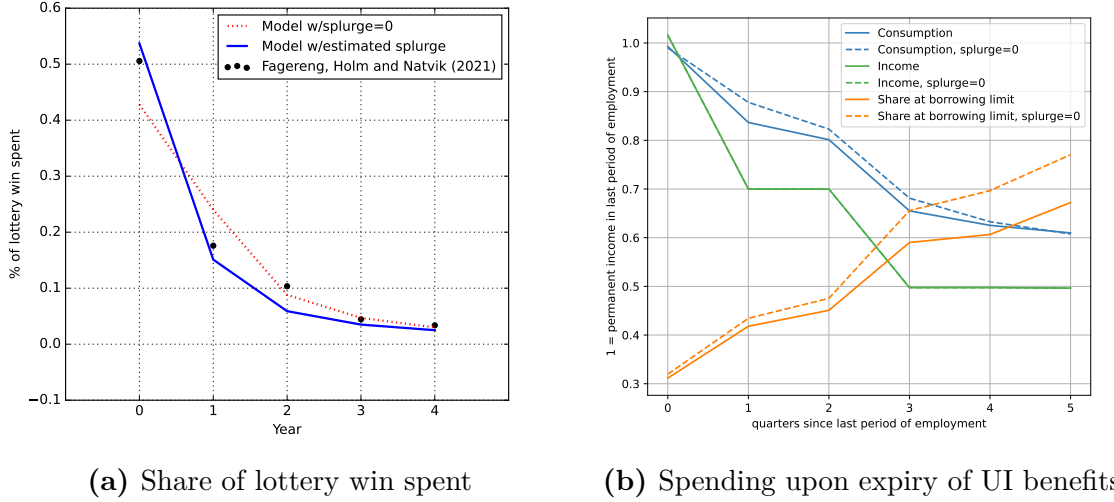 0.6
0.5
0.4
0.3
0.2
0.1
0.0
−0.1
% of lottery win spent
0 1 2 3 4
Year
Model w/splurge=0
Model w/estimated splurge
Fagereng, Holm and Natvik (2021)
(a) Share of lottery win spent
1.0
0.9
0.8
0.7
0.6
0.5
0.4
0.3
1 = permanent income in last period of employment
0 1 2 3 4 5
quarters since last period of employment
Consumption
Consumption, splurge=0
Income
Income, splurge=0
Share at borrowing limit
Share at borrowing limit, splurge=0
(b) Spending upon expiry of UI benefits